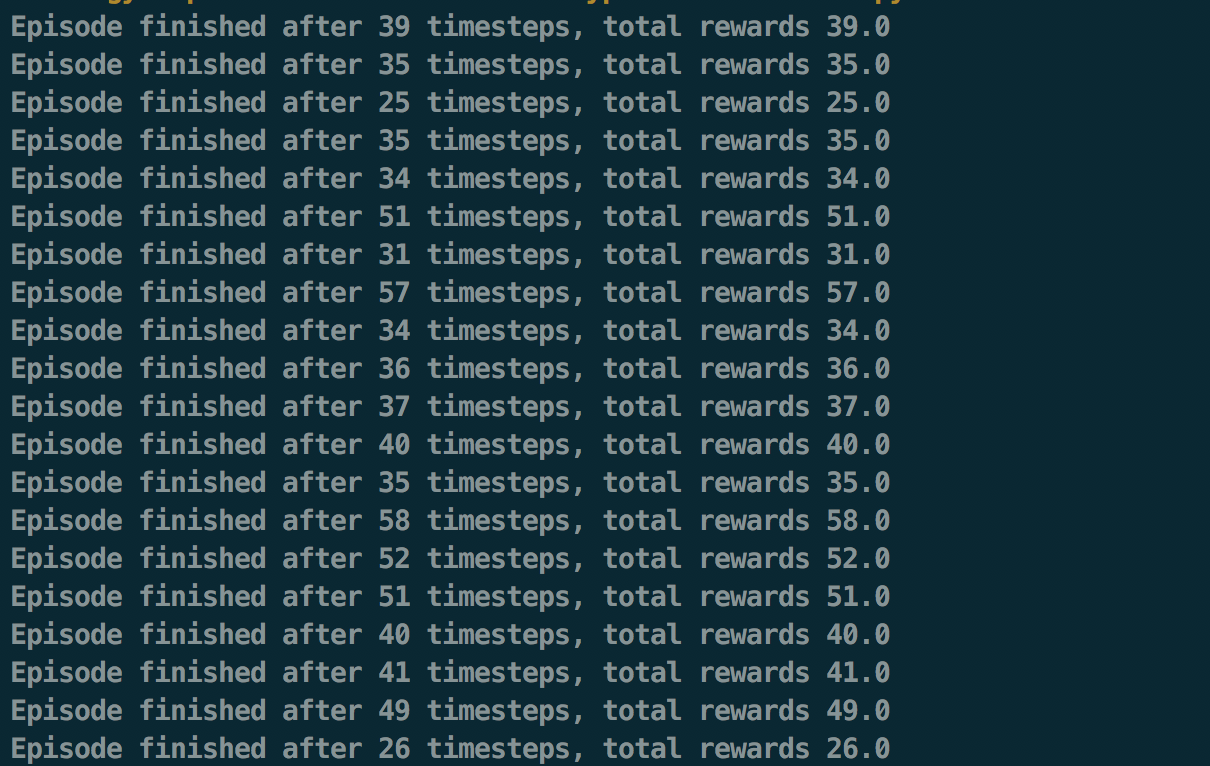 Episode finished after 39 timesteps, total rewards 39.0
Episode finished after 35 timesteps, total rewards 35.0
Episode finished after 25 timesteps, total rewards 25.0
Episode finished after 35 timesteps, total rewards 35.0
Episode finished after 34 timesteps, total rewards 34.0
Episode finished after 51 timesteps, total rewards 51.0
Episode finished after 31 timesteps, total rewards 31.0
Episode finished after 57 timesteps, total rewards 57.0
Episode finished after 34 timesteps, total rewards 34.0
Episode finished after 36 timesteps, total rewards 36.0
Episode finished after 37 timesteps, total rewards 37.0
Episode finished after 40 timesteps, total rewards 40.0
Episode finished after 35 timesteps, total rewards 35.0
Episode finished after 58 timesteps, total rewards 58.0
Episode finished after 52 timesteps, total rewards 52.0
Episode finished after 51 timesteps, total rewards 51.0
Episode finished after 40 timesteps, total rewards 40.0
Episode finished after 41 timesteps, total rewards 41.0
Episode finished after 49 timesteps, total rewards 49.0
Episode finished after 26 timesteps, total rewards 26.0